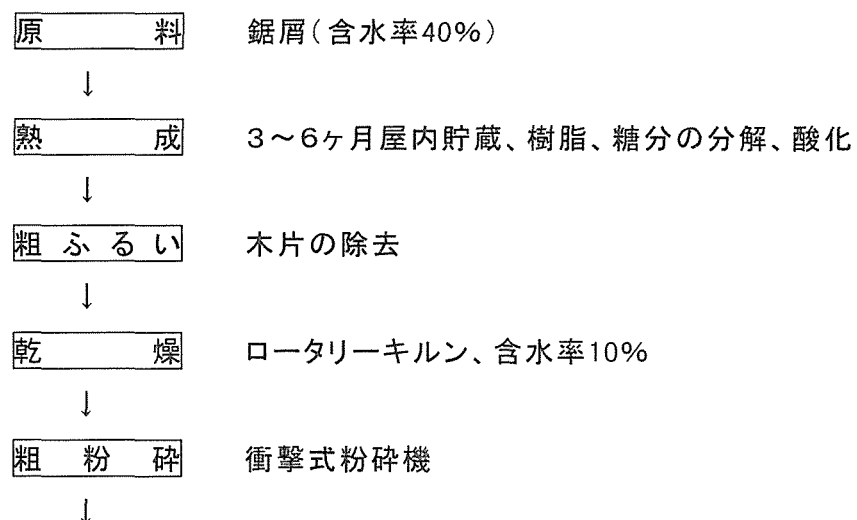 原料 鋸屑(含水率40%)
↓
熟成 3～6ヶ月屋内貯蔵、樹脂、糖分の分解、酸化
↓
粗ふるい 木片の除去
↓
乾燥 ロータリーキルン、含水率10%
↓
粗粉砕 衝撃式粉砕機
↓